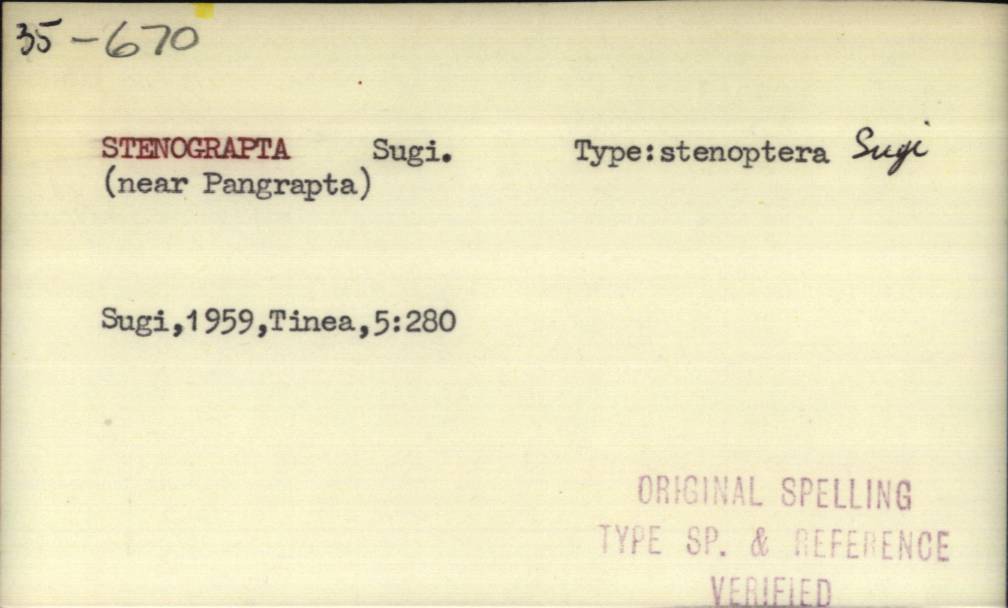 35-670
STENOGRAPTA Sugi. Type:stenoptera Sugi
(near Pangrapta)
Sugi,1959,Tinea,5:280
ORIGINAL SPELLING
TYPE SP. & REFERENCE
VERIFIED